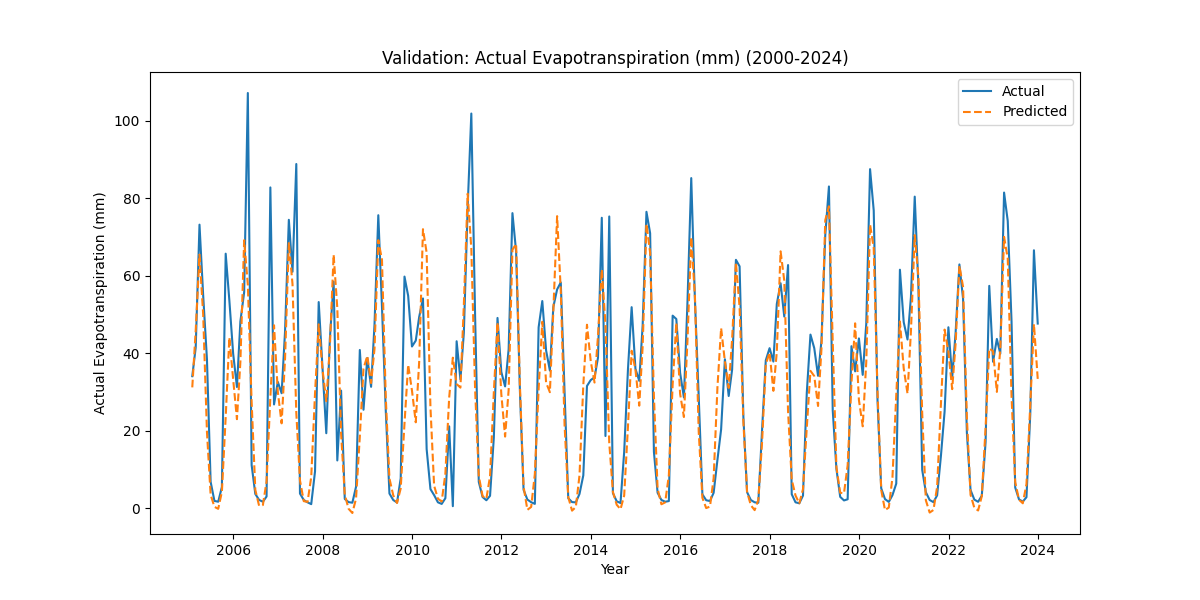 Validation: Actual Evapotranspiration (mm) (2000-2024)
Actual
Predicted
Actual Evapotranspiration (mm)
100
80
60
40
20
0
2006 2008 2010 2012 2014 2016 2018 2020 2022 2024
Year